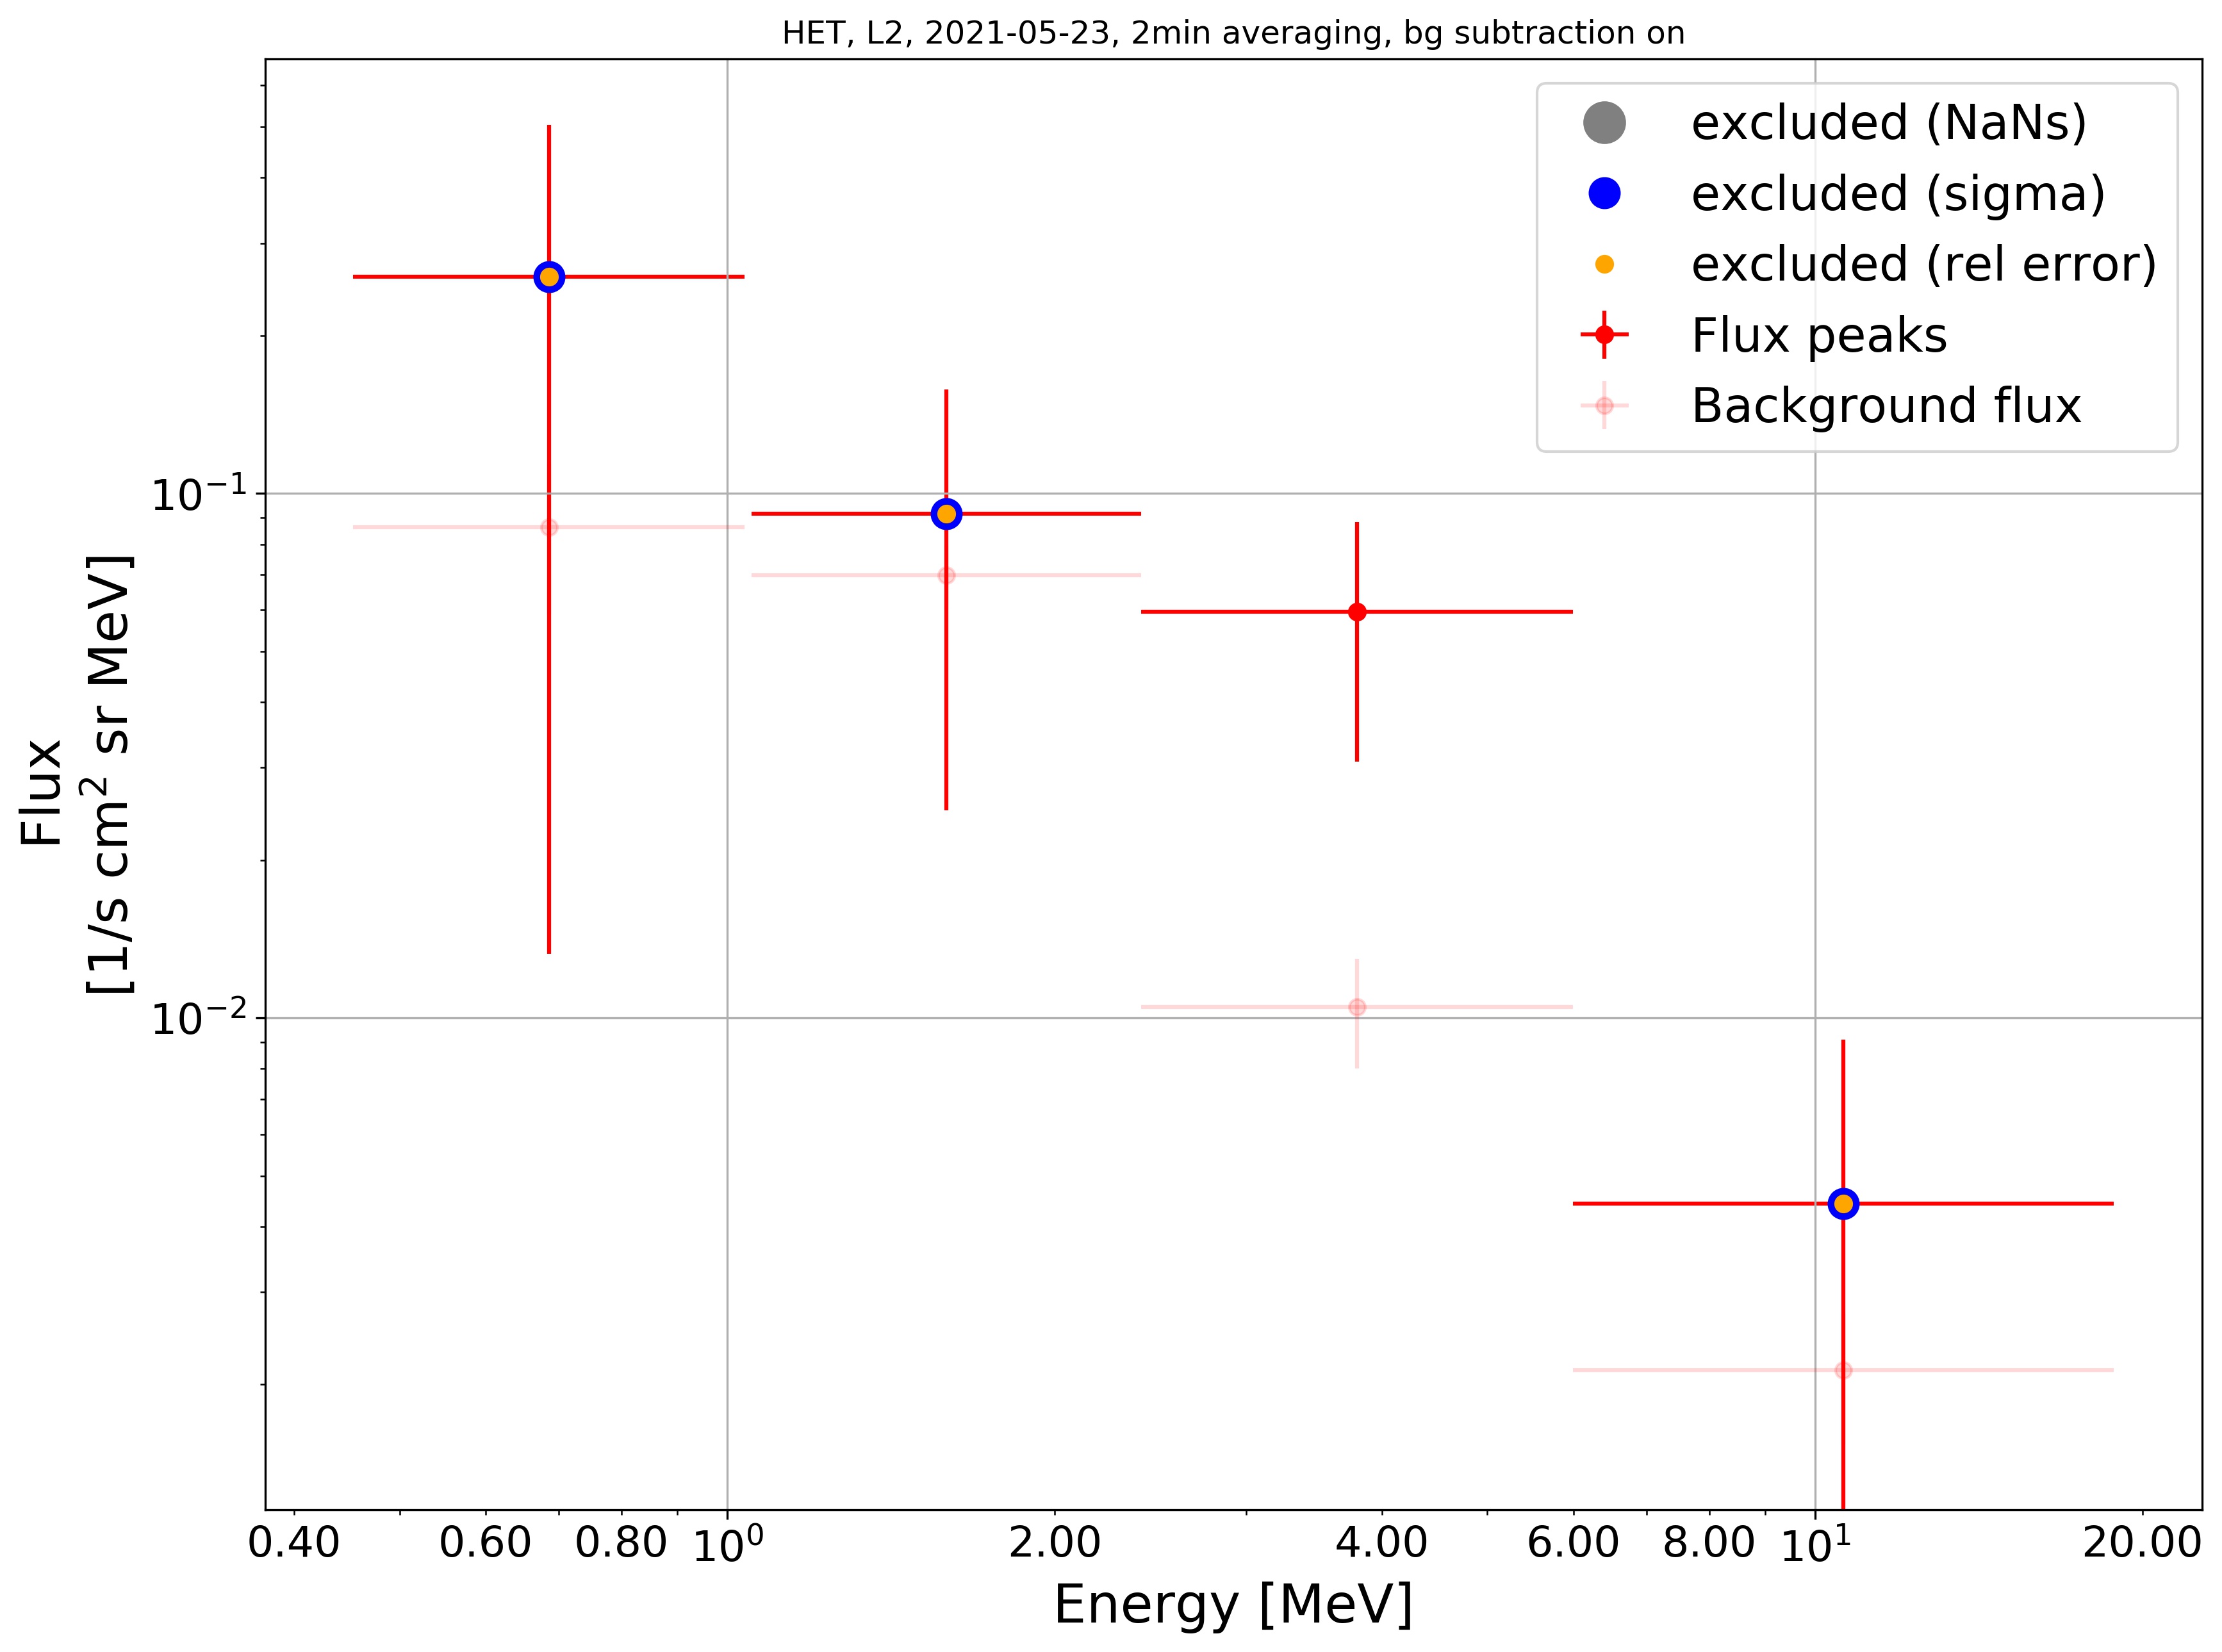 HET, L2, 2021-05-23, 2min averaging, bg subtraction on
excluded (NaNs)
excluded (sigma)
excluded (rel error)
Flux peaks
Background flux
Flux
[1/s cm² sr MeV]
10⁻¹
10⁻²
0.40 0.60 0.80 10⁰ 2.00 4.00 6.00 8.00 10¹ 20.00
Energy [MeV]